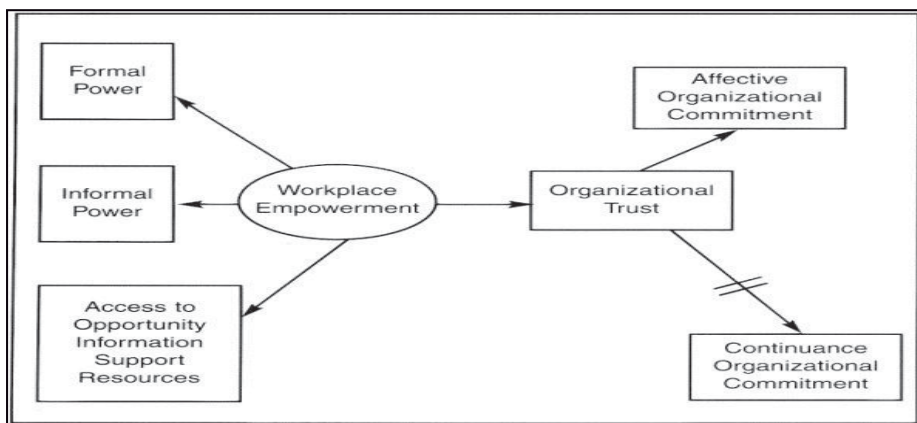 Formal
Power
Informal
Power
Access to
Opportunity
Information
Support
Resources
Workplace
Empowerment
Organizational
Trust
Affective
Organizational
Commitment
Continuance
Organizational
Commitment